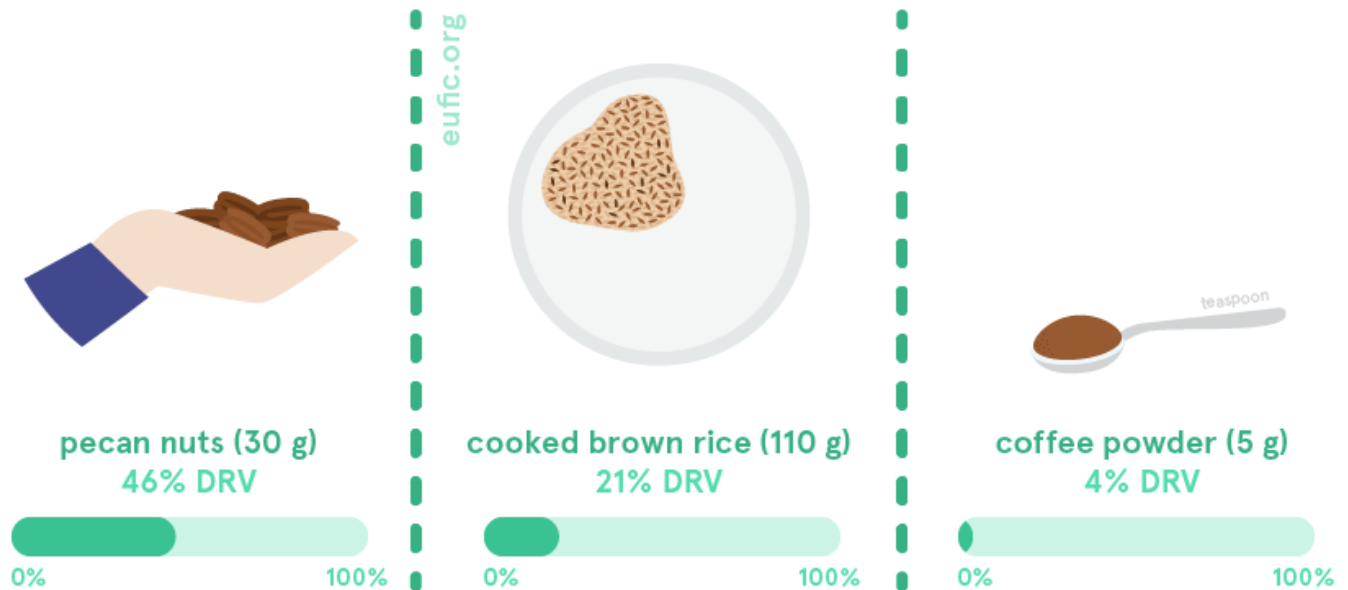 eufic.org
pecan nuts (30 g)
46% DRV
0% 100%
cooked brown rice (110 g)
21% DRV
0% 100%
teaspoon
coffee powder (5 g)
4% DRV
0% 100%